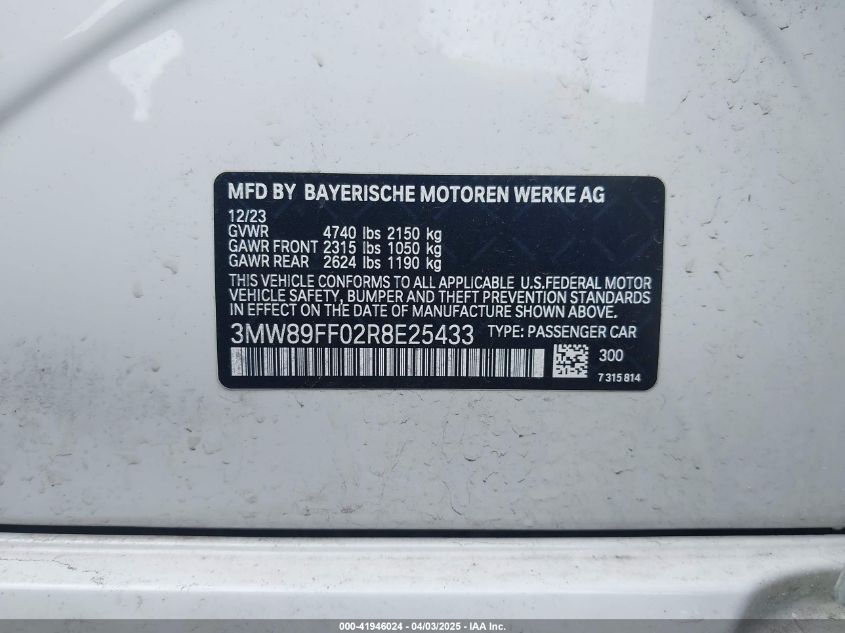 MFD BY BAYERISCHE MOTOREN WERKE AG
12/23
GVWR 4740 lbs 2150 kg
GAWR FRONT 2315 lbs 1050 kg
GAWR REAR 2624 lbs 1190 kg
THIS VEHICLE CONFORMS TO ALL APPLICABLE U.S.FEDERAL MOTOR
VEHICLE SAFETY, BUMPER AND THEFT PREVENTION STANDARDS
IN EFFECT ON THE DATE OF MANUFACTURE SHOWN ABOVE.
3MW89FF02R8E25433 TYPE: PASSENGER CAR
300
7 315 814
000-41946024 - 04/03/2025 - IAA Inc.